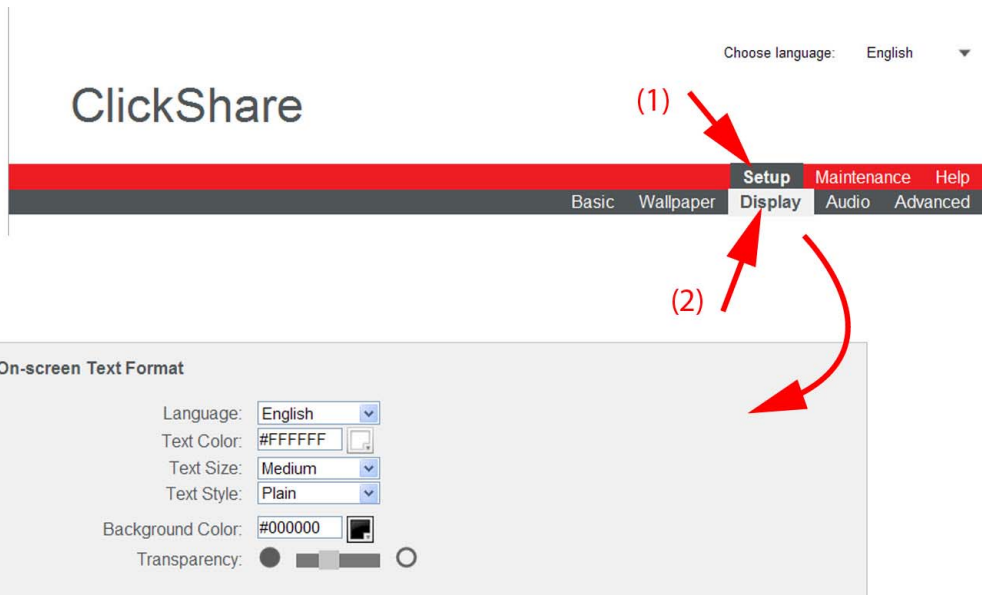 Choose language: English
ClickShare
(1)
Setup Maintenance Help
Basic Wallpaper Display Audio Advanced
(2)
On-screen Text Format
Language: English
Text Color: #FFFFFF
Text Size: Medium
Text Style: Plain
Background Color: #000000
Transparency: